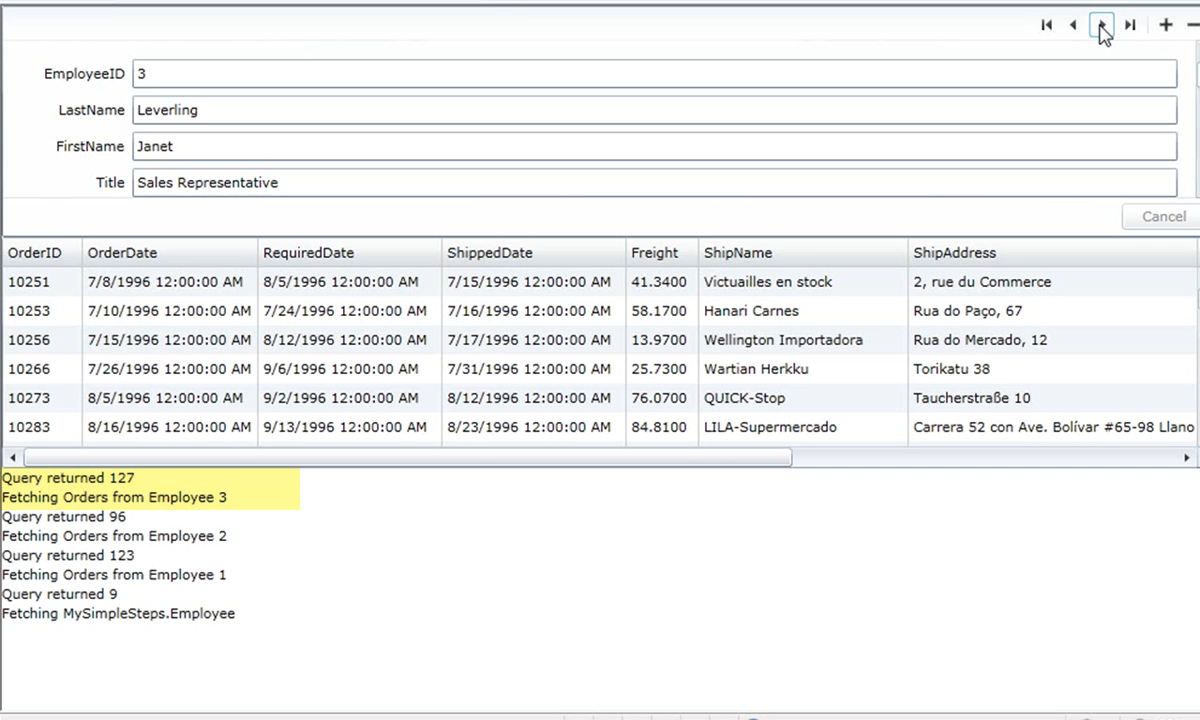 EmployeeID 3
LastName Leverling
FirstName Janet
Title Sales Representative
Cancel
OrderID OrderDate RequiredDate ShippedDate Freight ShipName ShipAddress
10251 7/8/1996 12:00:00 AM 8/5/1996 12:00:00 AM 7/15/1996 12:00:00 AM 41.3400 Victuailles en stock 2, rue du Commerce
10253 7/10/1996 12:00:00 AM 7/24/1996 12:00:00 AM 7/16/1996 12:00:00 AM 58.1700 Hanari Carnes Rua do Paço, 67
10256 7/15/1996 12:00:00 AM 8/12/1996 12:00:00 AM 7/17/1996 12:00:00 AM 13.9700 Wellington Importadora Rua do Mercado, 12
10266 7/26/1996 12:00:00 AM 9/6/1996 12:00:00 AM 7/31/1996 12:00:00 AM 25.7300 Wartian Herkku Torikatu 38
10273 8/5/1996 12:00:00 AM 9/2/1996 12:00:00 AM 8/12/1996 12:00:00 AM 76.0700 QUICK-Stop Taucherstraße 10
10283 8/16/1996 12:00:00 AM 9/13/1996 12:00:00 AM 8/23/1996 12:00:00 AM 84.8100 LILA-Supermercado Carrera 52 con Ave. Bolívar #65-98 Llano
Query returned 127
Fetching Orders from Employee 3
Query returned 96
Fetching Orders from Employee 2
Query returned 123
Fetching Orders from Employee 1
Query returned 9
Fetching MySimpleSteps.Employee